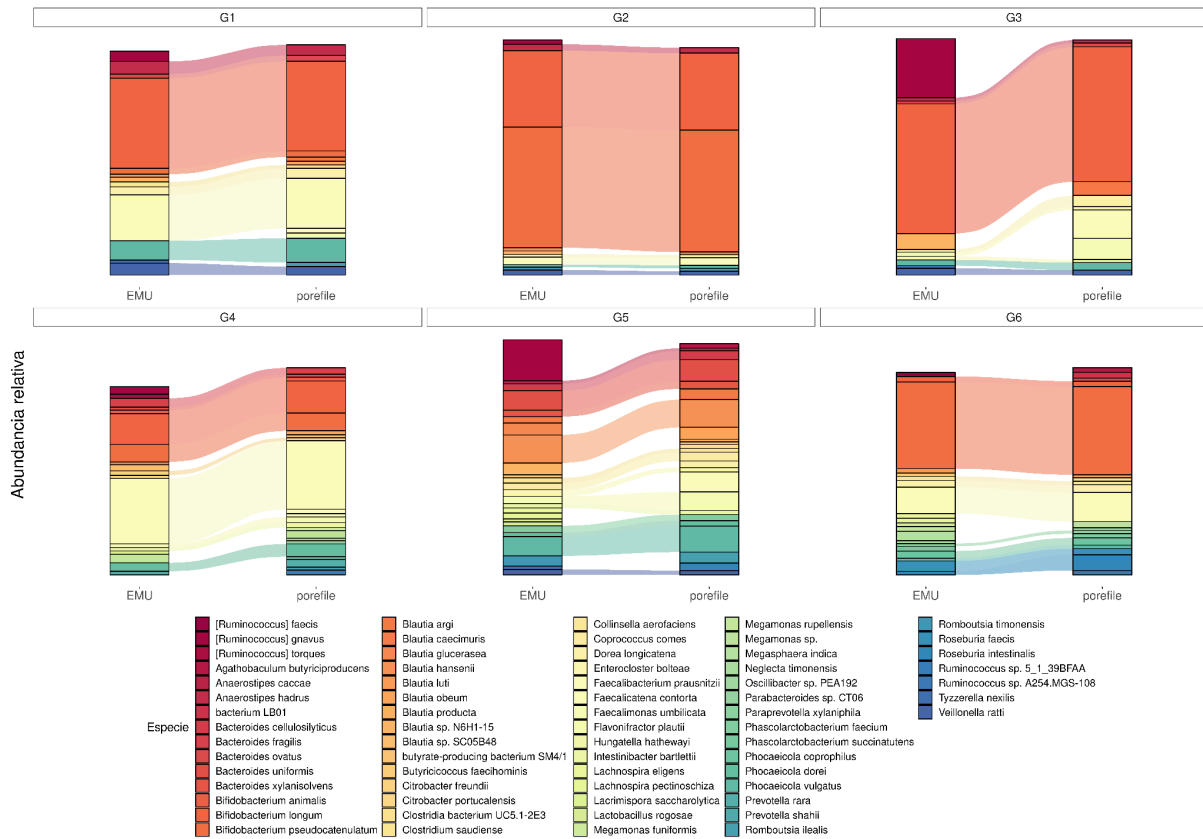 G1
G2
G3
EMU
porefile
EMU
porefile
EMU
porefile
G4
G5
G6
EMU
porefile
EMU
porefile
EMU
porefile
Abundancia relativa
Especie
[Ruminococcus] faecis
[Ruminococcus] gnavus
[Ruminococcus] torques
Agathobaculum butyriciproducens
Anaerostipes caccae
Anaerostipes hadrus
bacterium LB01
Bacteroides cellulosilyticus
Bacteroides fragilis
Bacteroides ovatus
Bacteroides uniformis
Bacteroides xylanisolvens
Bifidobacterium animalis
Bifidobacterium longum
Bifidobacterium pseudocatenulatum
Blautia argi
Blautia caecimuris
Blautia glucerasea
Blautia hansenii
Blautia luti
Blautia obeum
Blautia producta
Blautia sp. N6H1-15
Blautia sp. SC05B48
butyrate-producing bacterium SM4/1
Butyricicoccus faecihominis
Citrobacter freundii
Citrobacter portucalensis
Clostridia bacterium UC5.1-2E3
Clostridium saudiense
Collinsella aerofaciens
Coprococcus comes
Dorea longicatena
Enterocloster bolteae
Faecalibacterium prausnitzii
Faecalicatena contorta
Faecalimonas umbilicata
Flavonifractor plautii
Hungatella hathewayi
Intestinibacter bartlettii
Lachnospira eligens
Lachnospira pectinoschiza
Lacrimispora saccharolytica
Lactobacillus rogosae
Megamonas funiformis
Megamonas rupellensis
Megamonas sp.
Megasphaera indica
Neglecta timonensis
Oscillibacter sp. PEA192
Parabacteroides sp. CT06
Paraprevotella xylaniphila
Phascolarctobacterium faecium
Phascolarctobacterium succinatutens
Phocaeicola coprophilus
Phocaeicola dorei
Phocaeicola vulgatus
Prevotella rara
Prevotella shahii
Romboutsia ilealis
Romboutsia timonensis
Roseburia faecis
Roseburia intestinalis
Ruminococcus sp. 5_1_39BFAA
Ruminococcus sp. A254.MGS-108
Tyzzerella nexilis
Veillonella ratti